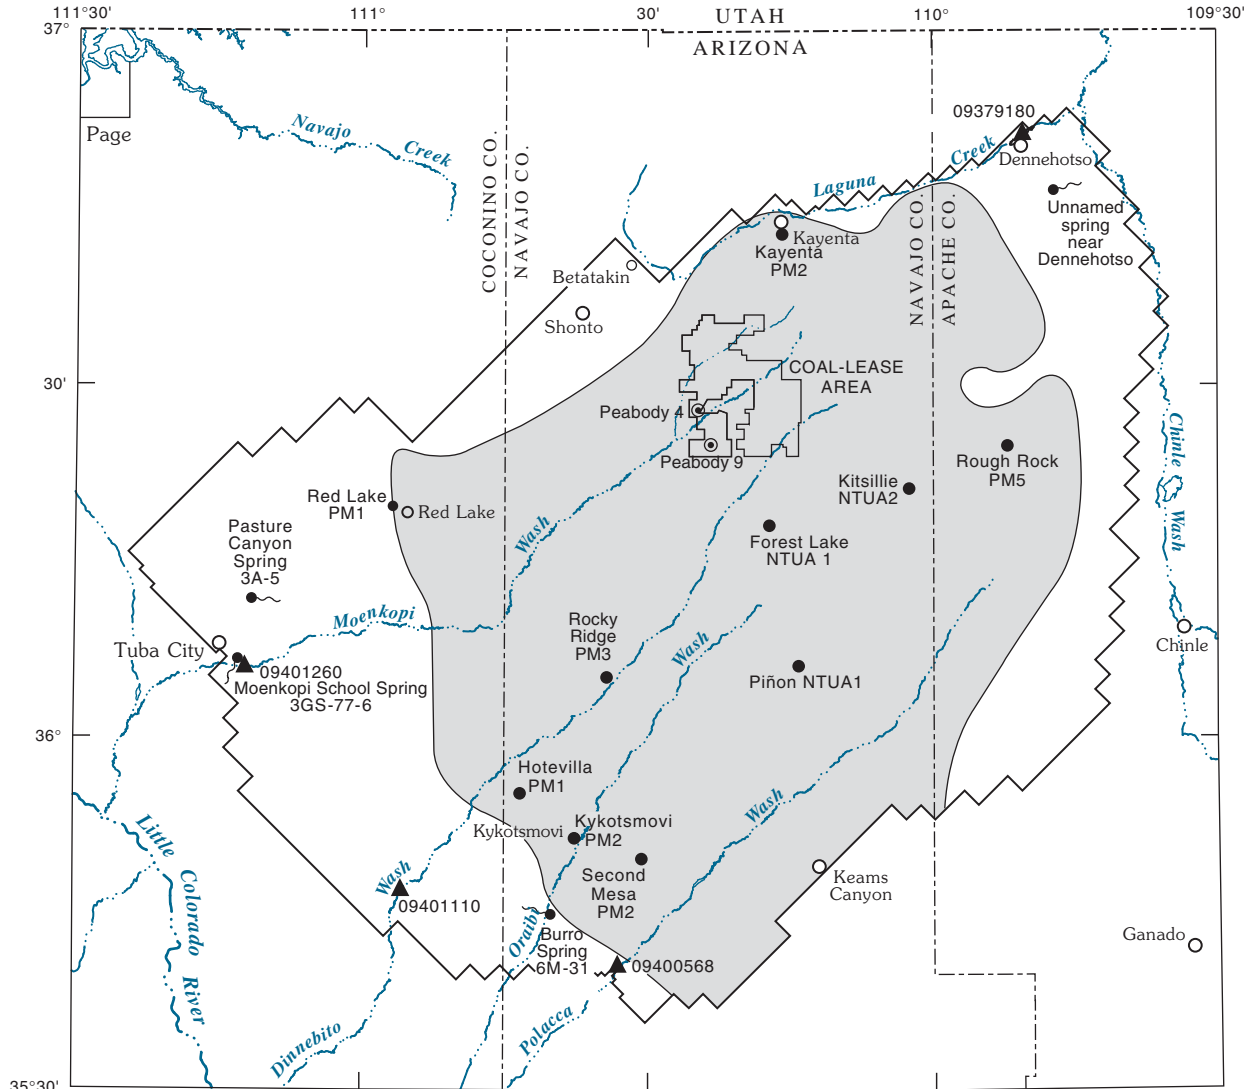 111°30'
111°
30'
110°
109°30'
37°
UTAH
ARIZONA
Page
Navajo
Creek
COCONINO CO.
NAVAJO CO.
09379180
Creek
Dennehotso
Laguna
Unnamed
spring
near
Dennehotso
NAVAJO CO.
APACHE CO.
Kayenta
Kayenta
PM2
Betatakin
Shonto
30'
COAL-LEASE
AREA
Peabody 4
Peabody 9
Chinle Wash
Rough Rock
PM5
Kitsillie
NTUA2
Red Lake
PM1
Red Lake
Pasture
Canyon
Spring
3A-5
Wash
Forest Lake
NTUA 1
Moenkopi
Rocky
Ridge
PM3
Wash
Tuba City
Chinle
09401260
Moenkopi School Spring
3GS-77-6
Piñon NTUA1
36°
Hotevilla
PM1
Wash
Kykotsmovi
Kykotsmovi
PM2
Little Colorado River
Second
Mesa
PM2
Keams
Canyon
Wash
09401110
Oraibi
Burro
Spring
6M-31
09400568
Ganado
Dinnebito
Polacca
35°30'